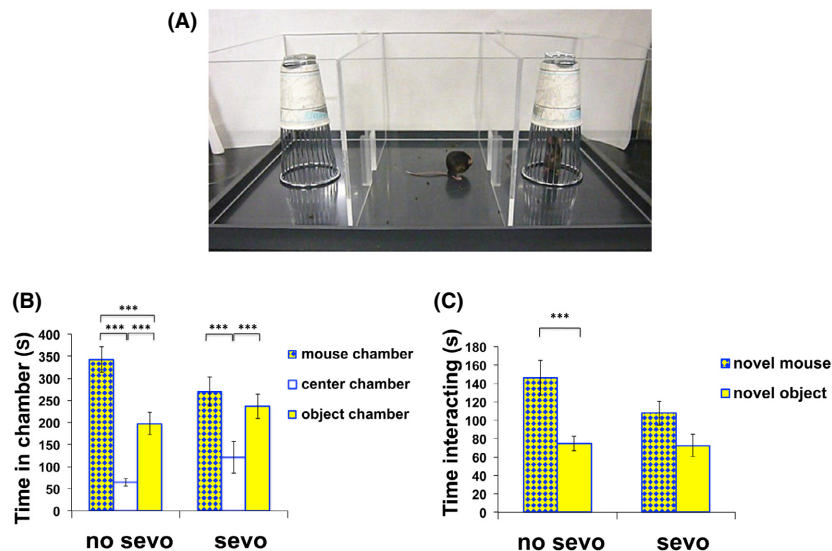 (A)
(B)
Time in chamber (s)
400
350
300
250
200
150
100
50
0
***
*** ***
*** ***
no sevo
sevo
mouse chamber
center chamber
object chamber
(C)
Time interacting (s)
180
160
140
120
100
80
60
40
20
0
***
no sevo
sevo
novel mouse
novel object